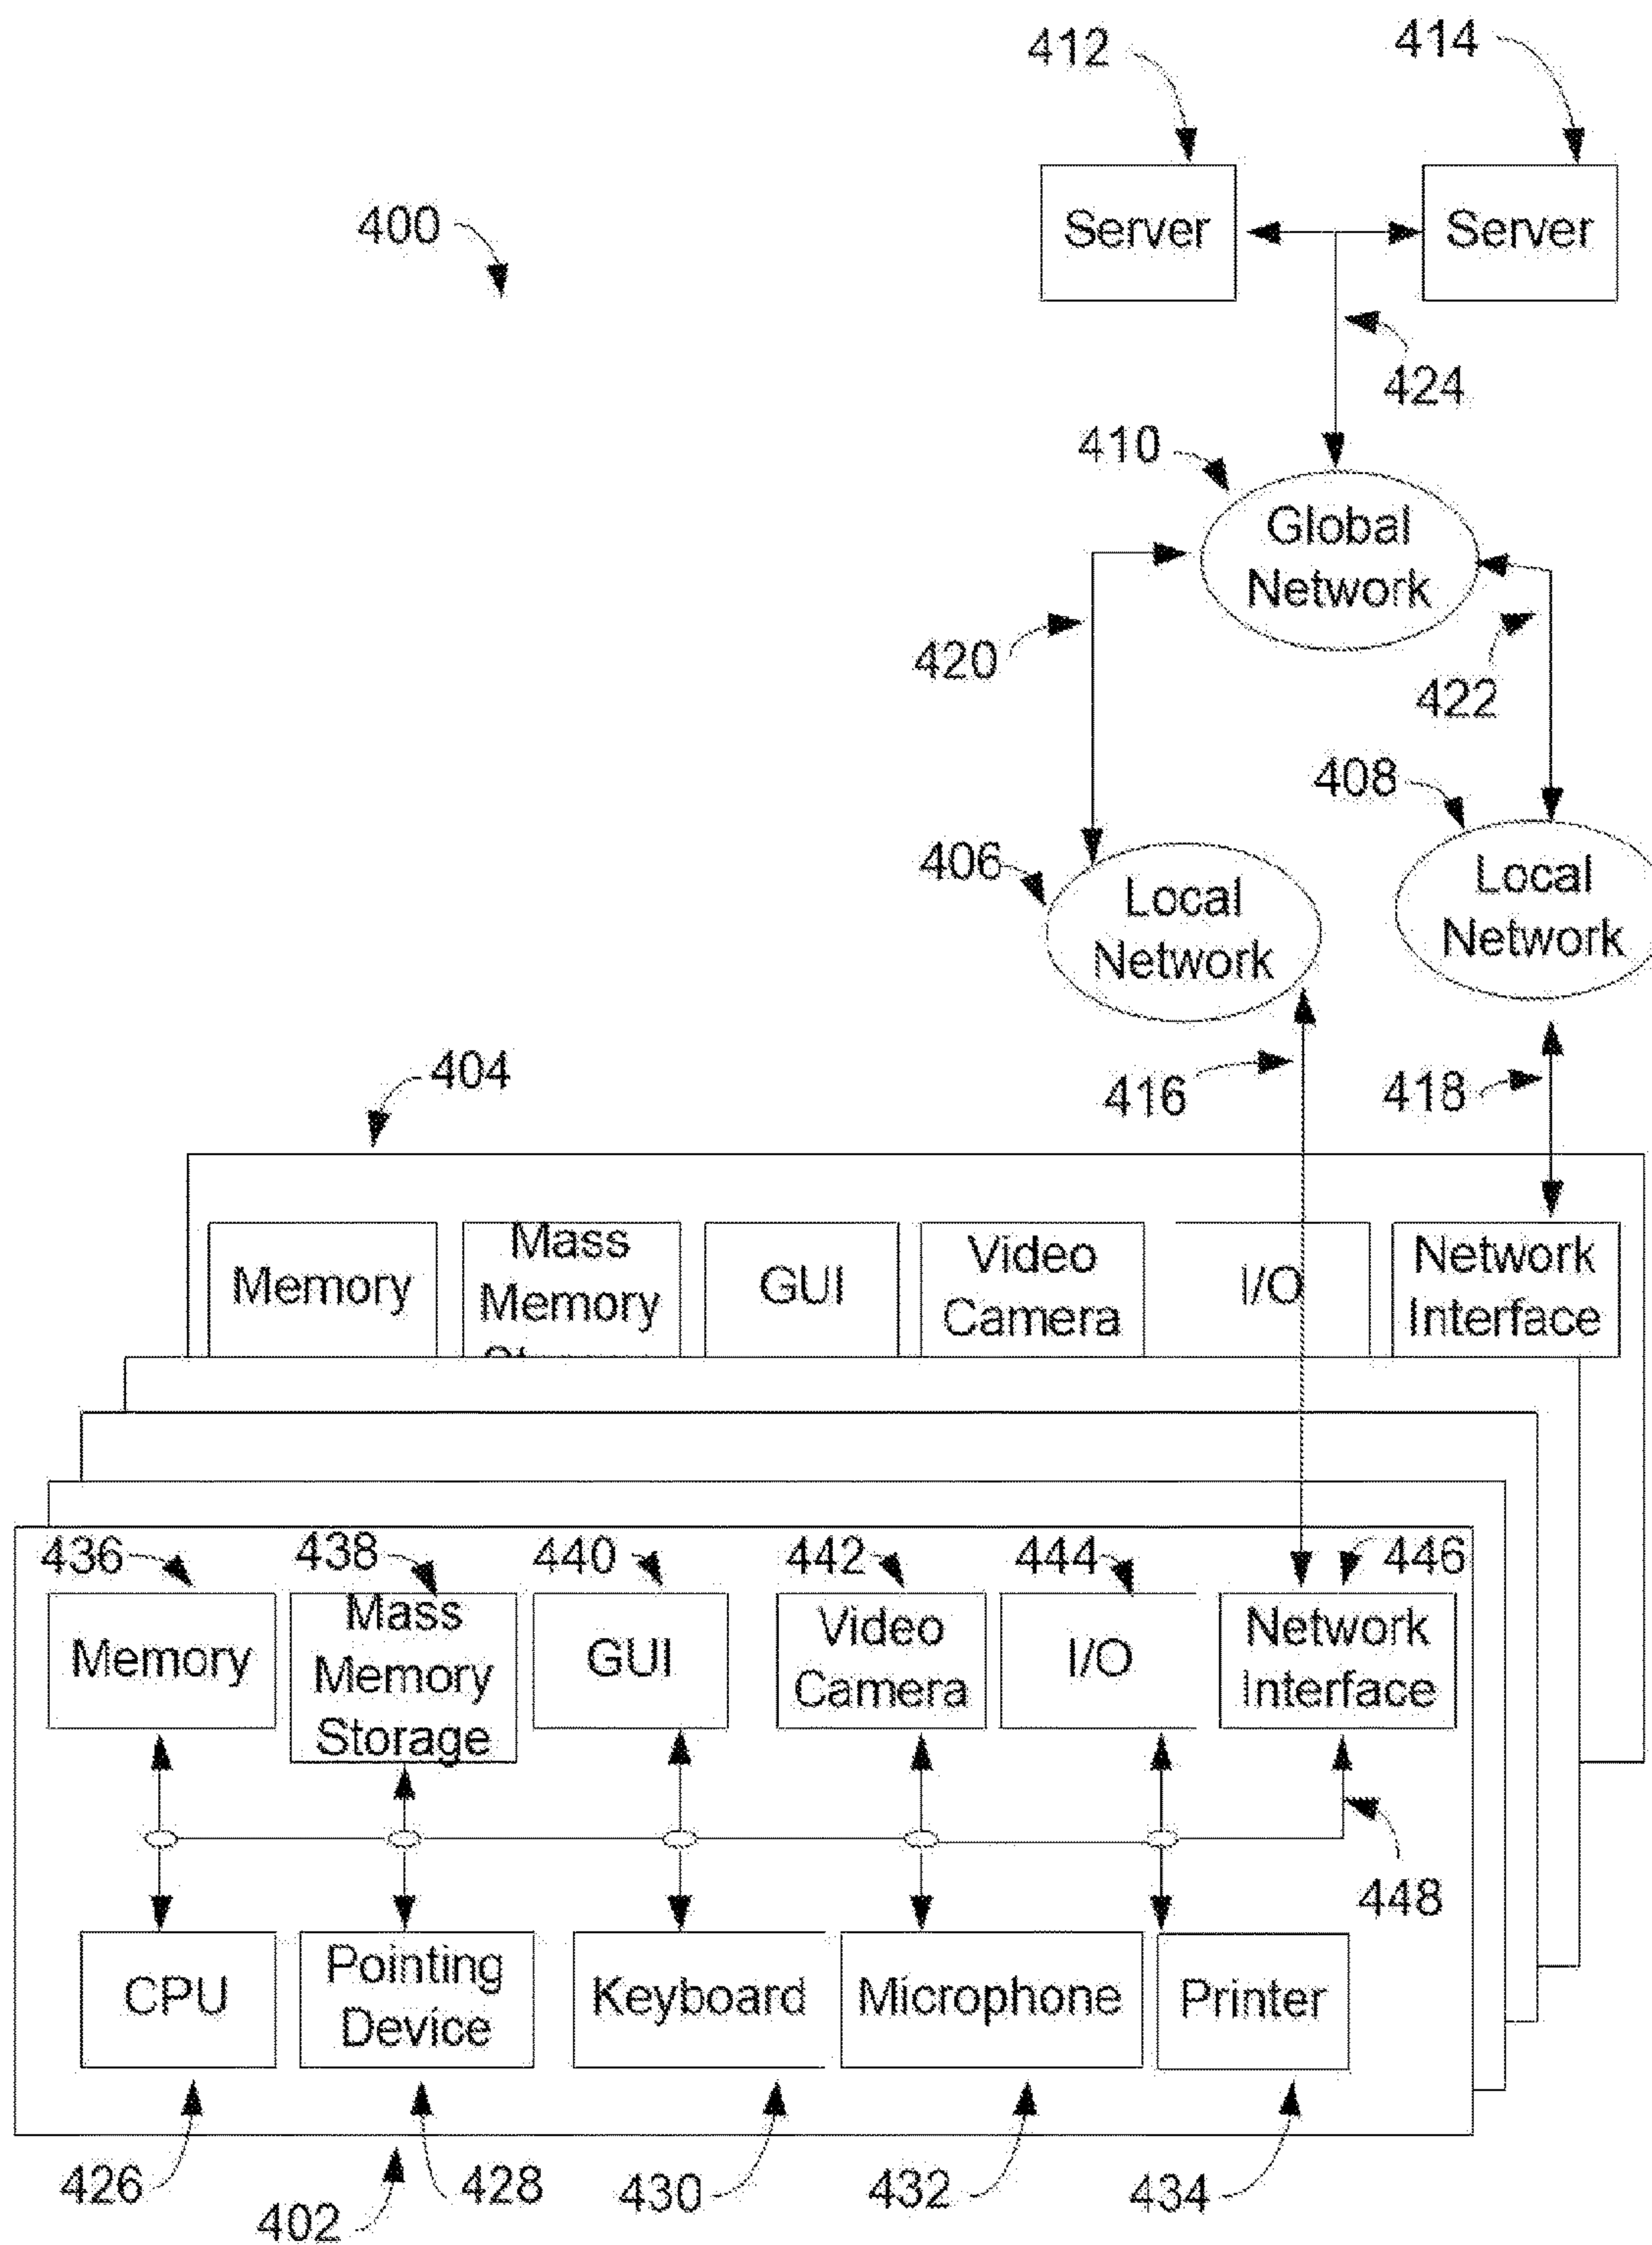 412
414
400
Server
Server
424
410
Global
Network
420
422
408
406
Local
Network
Local
Network
404
416
418
Memory
Mass
Memory
GUI
Video
Camera
I/O
Network
Interface
436
438
440
442
444
446
Memory
Mass
Memory
Storage
GUI
Video
Camera
I/O
Network
Interface
448
CPU
Pointing
Device
Keyboard
Microphone
Printer
426
402
428
430
432
434